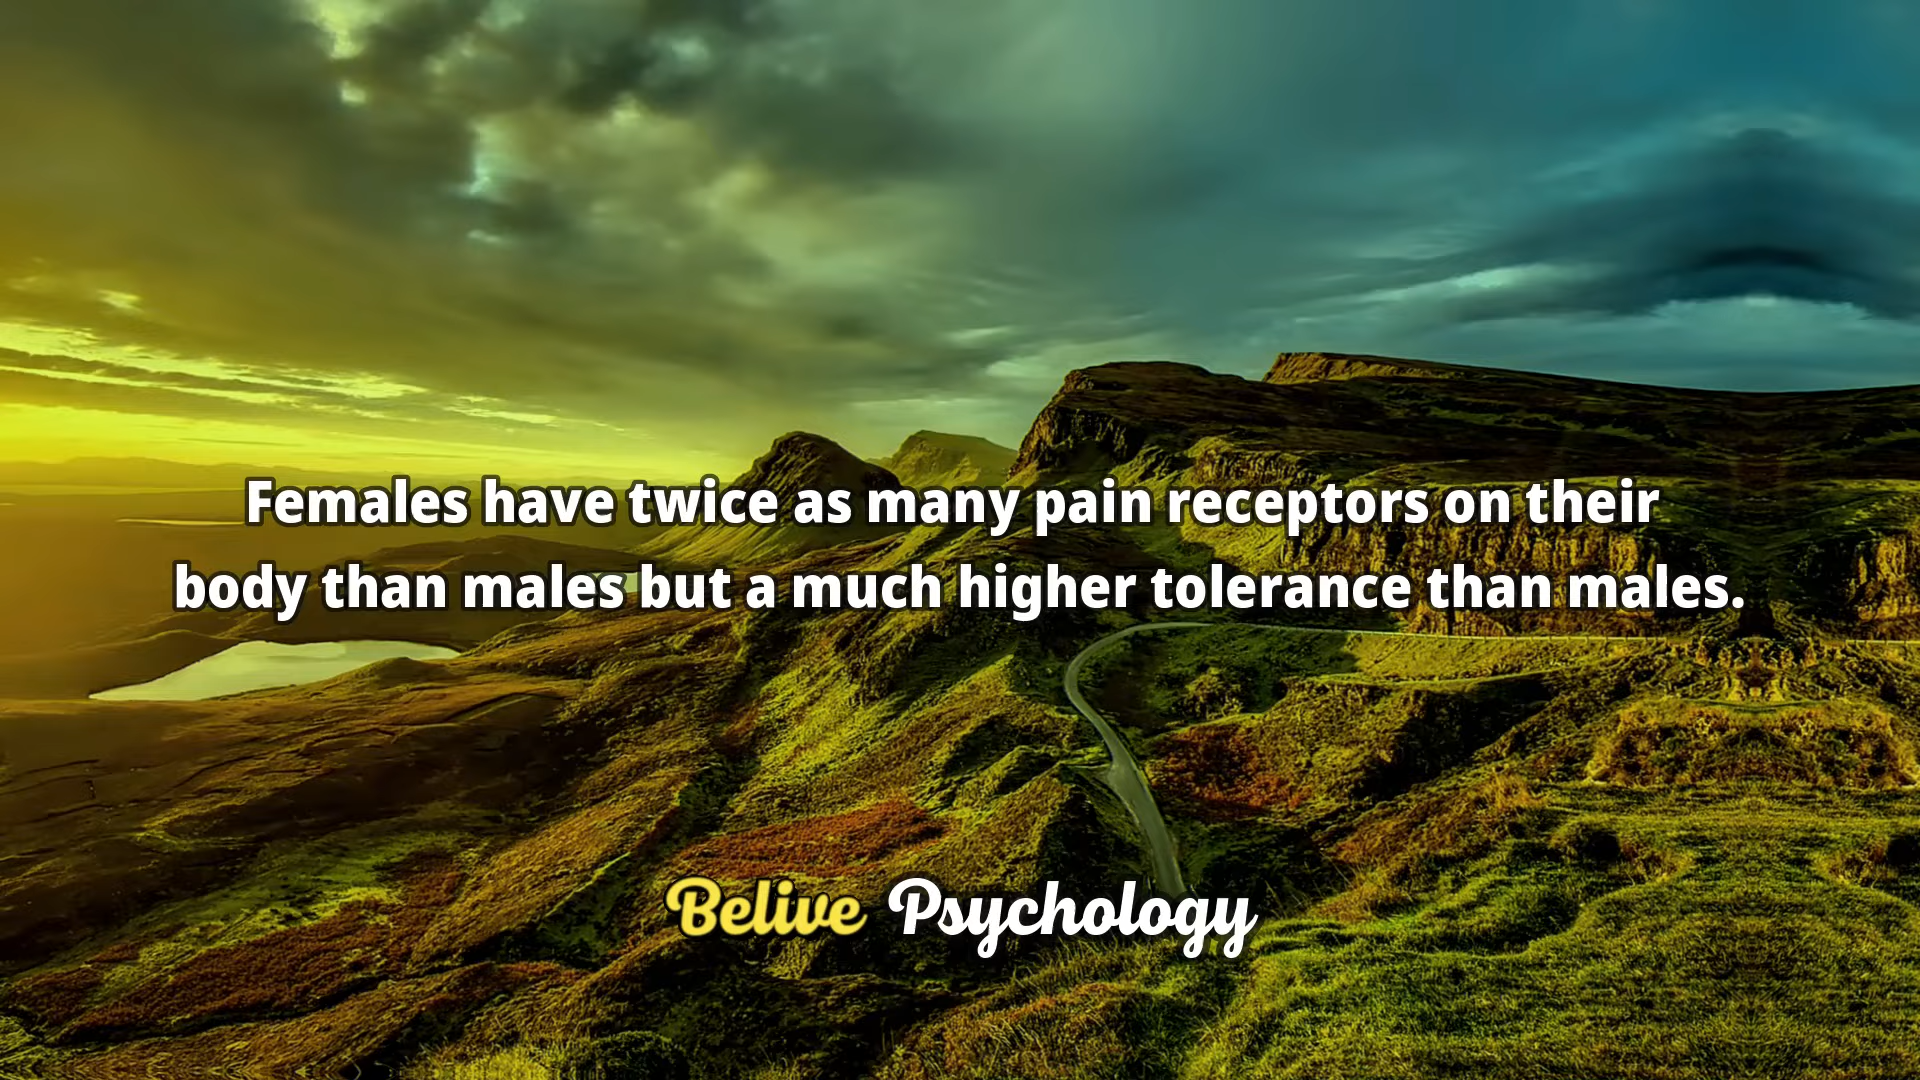 Females have twice as many pain receptors on their
body than males but a much higher tolerance than males.
Belive Psychology